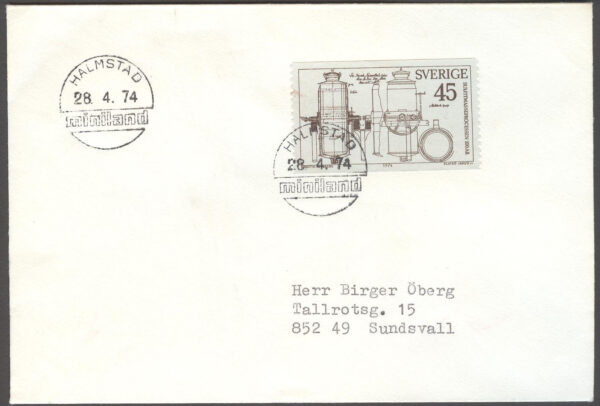 HALMSTAD
28. 4. 74
miniland
SVERIGE
45
HALMSTAD
28. 4. 74
miniland
1974
Herr Birger Öberg
Tallrotsg. 15
852 49 Sundsvall